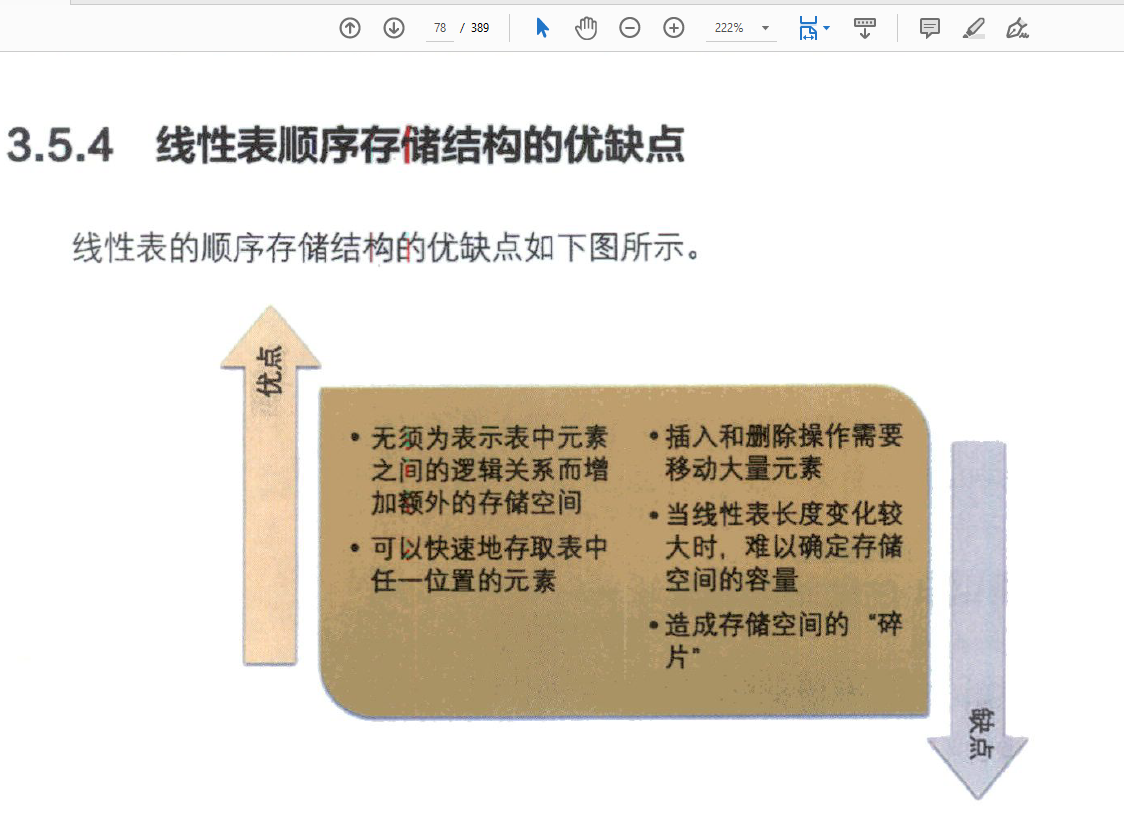 78 / 389
222%
3.5.4 线性表顺序存储结构的优缺点
线性表的顺序存储结构的优缺点如下图所示。
优点
• 无须为表示表中元素
之间的逻辑关系而增
加额外的存储空间
• 可以快速地存取表中
任一位置的元素
• 插入和删除操作需要
移动大量元素
• 当线性表长度变化较
大时，难以确定存储
空间的容量
• 造成存储空间的“碎
片”
缺点